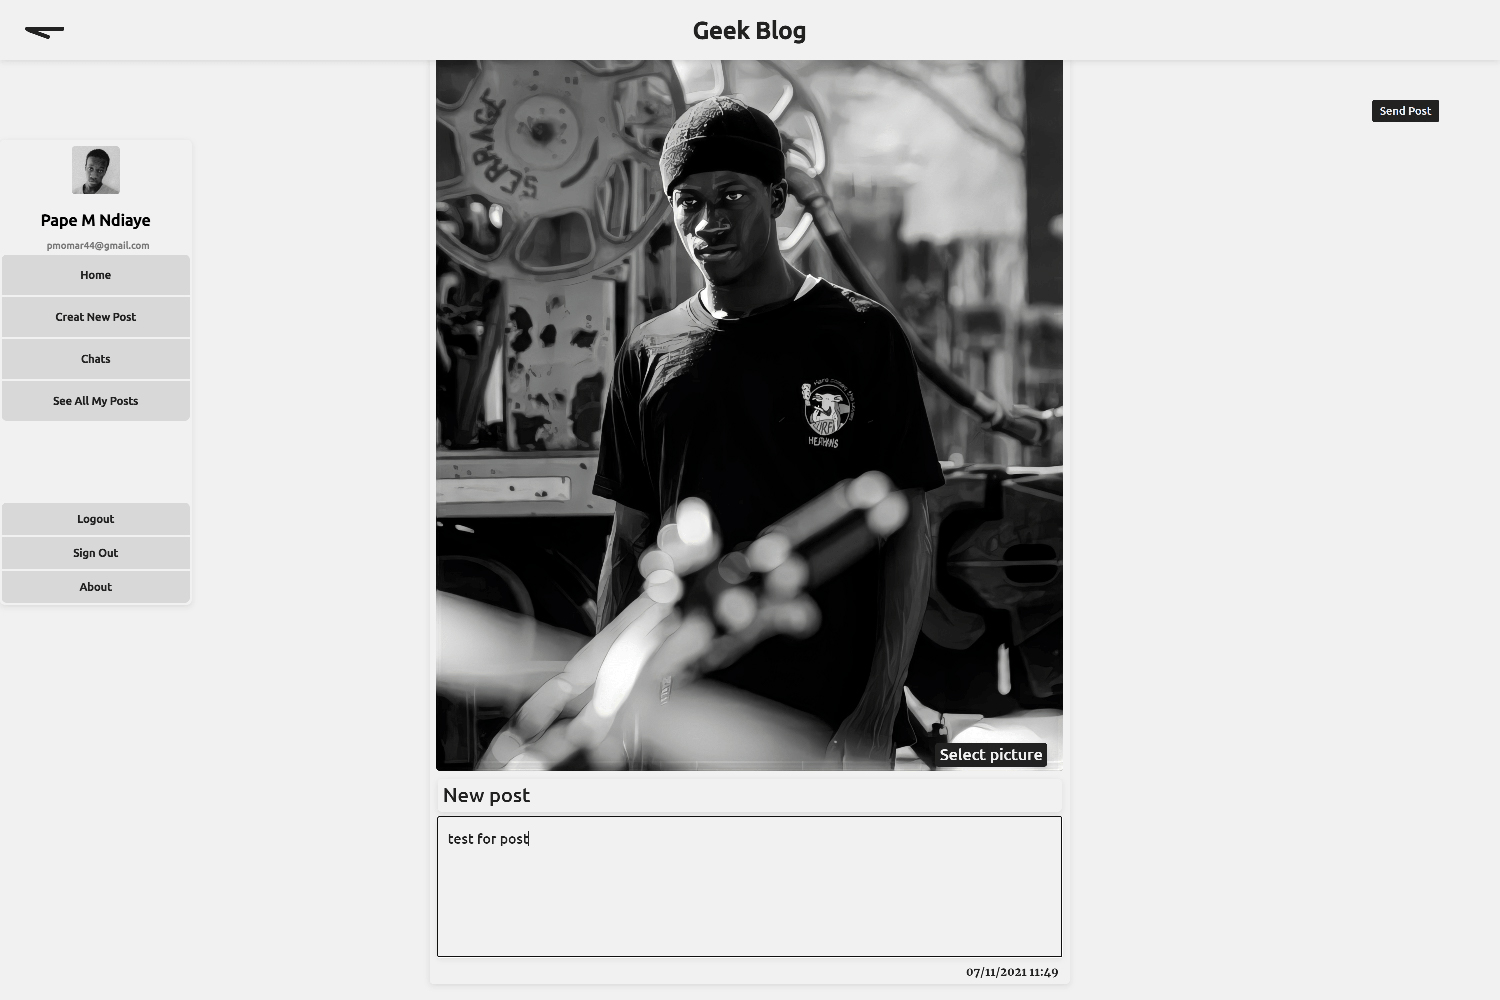 Geek Blog
Send Post
Pape M Ndiaye
pmomar44@gmail.com
Home
Creat New Post
Chats
See All My Posts
Logout
Sign Out
About
SERRAGE
HEATHENS
Select picture
New post
test for post
07/11/2021 11:49